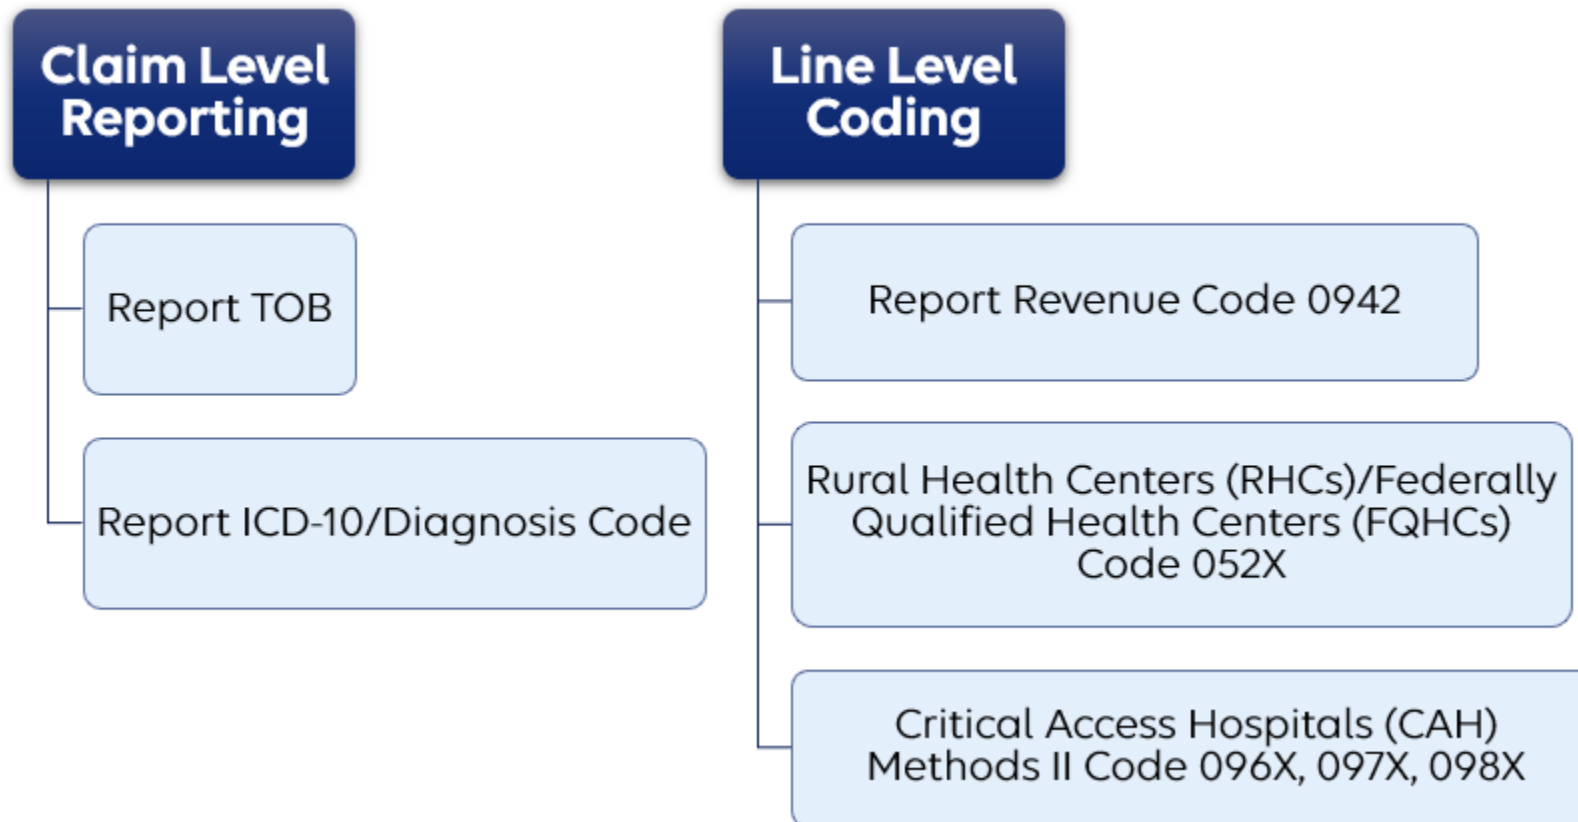 Claim Level
Reporting
Report TOB
Report ICD-10/Diagnosis Code
Line Level
Coding
Report Revenue Code 0942
Rural Health Centers (RHCs)/Federally
Qualified Health Centers (FQHCs)
Code 052X
Critical Access Hospitals (CAH)
Methods II Code 096X, 097X, 098X